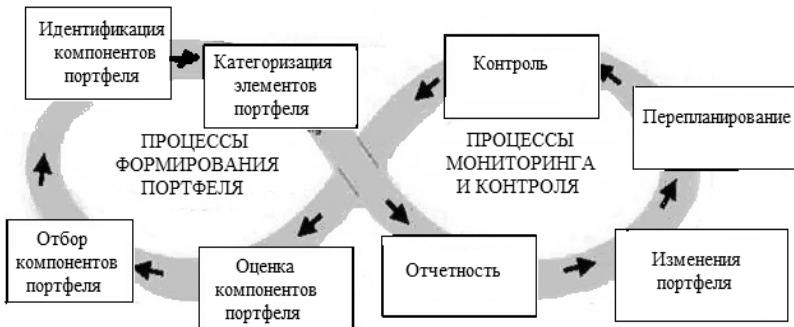 Идентификация
компонентов
портфеля
Категоризация
элементов
портфеля
Контроль
Перепланирование
ПРОЦЕССЫ
ФОРМИРОВАНИЯ
ПОРТФЕЛЯ
ПРОЦЕССЫ
МОНИТОРИНГА
И КОНТРОЛЯ
Отбор
компонентов
портфеля
Оценка
компонентов
портфеля
Отчетность
Изменения
портфеля